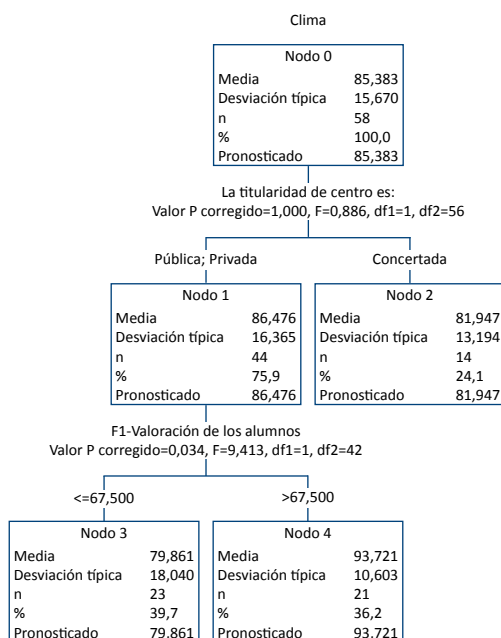 Clima
Nodo 0
Media 85,383
Desviación típica 15,670
n 58
% 100,0
Pronosticado 85,383
La titularidad de centro es:
Valor P corregido=1,000, F=0,886, df1=1, df2=56
Pública; Privada
Concertada
Nodo 1
Media 86,476
Desviación típica 16,365
n 44
% 75,9
Pronosticado 86,476
Nodo 2
Media 81,947
Desviación típica 13,194
n 14
% 24,1
Pronosticado 81,947
F1-Valoración de los alumnos
Valor P corregido=0,034, F=9,413, df1=1, df2=42
<=67,500
>67,500
Nodo 3
Media 79,861
Desviación típica 18,040
n 23
% 39,7
Pronosticado 79,861
Nodo 4
Media 93,721
Desviación típica 10,603
n 21
% 36,2
Pronosticado 93,721